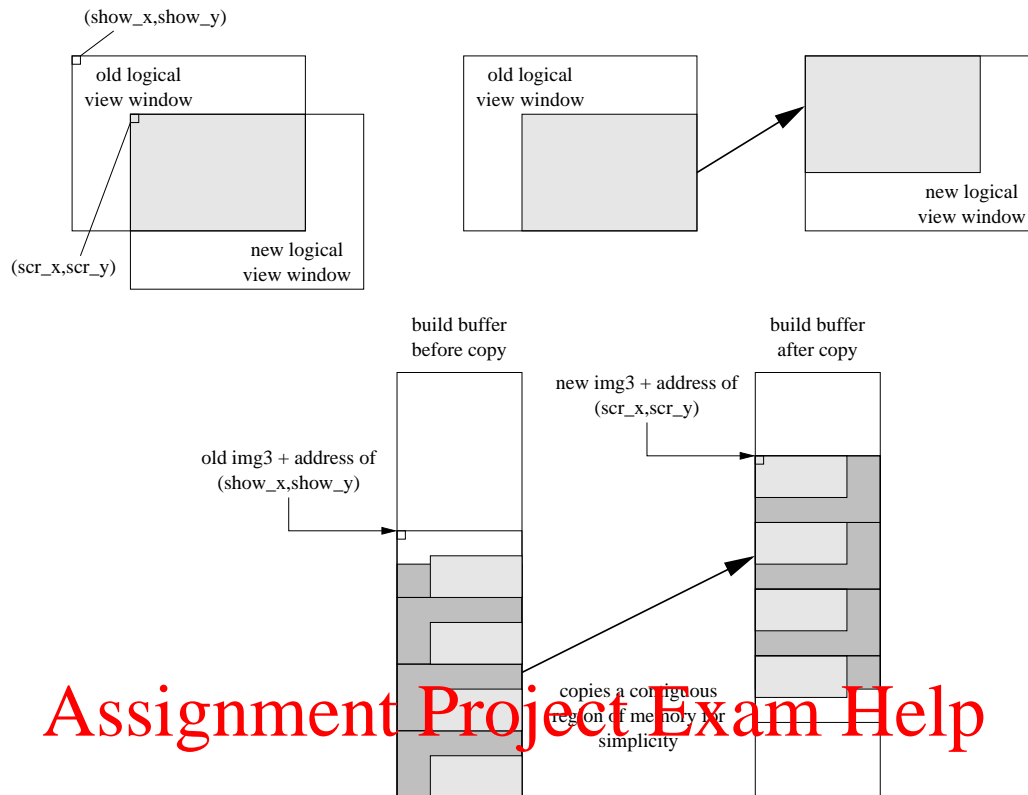 (show_x,show_y)
old logical
view window
(scr_x,scr_y)
new logical
view window
old logical
view window
new logical
view window
build buffer
before copy
build buffer
after copy
old img3 + address of
(show_x,show_y)
new img3 + address of
(scr_x,scr_y)
copies a contiguous
region of memory for
simplicity
Assignment Project Exam Help